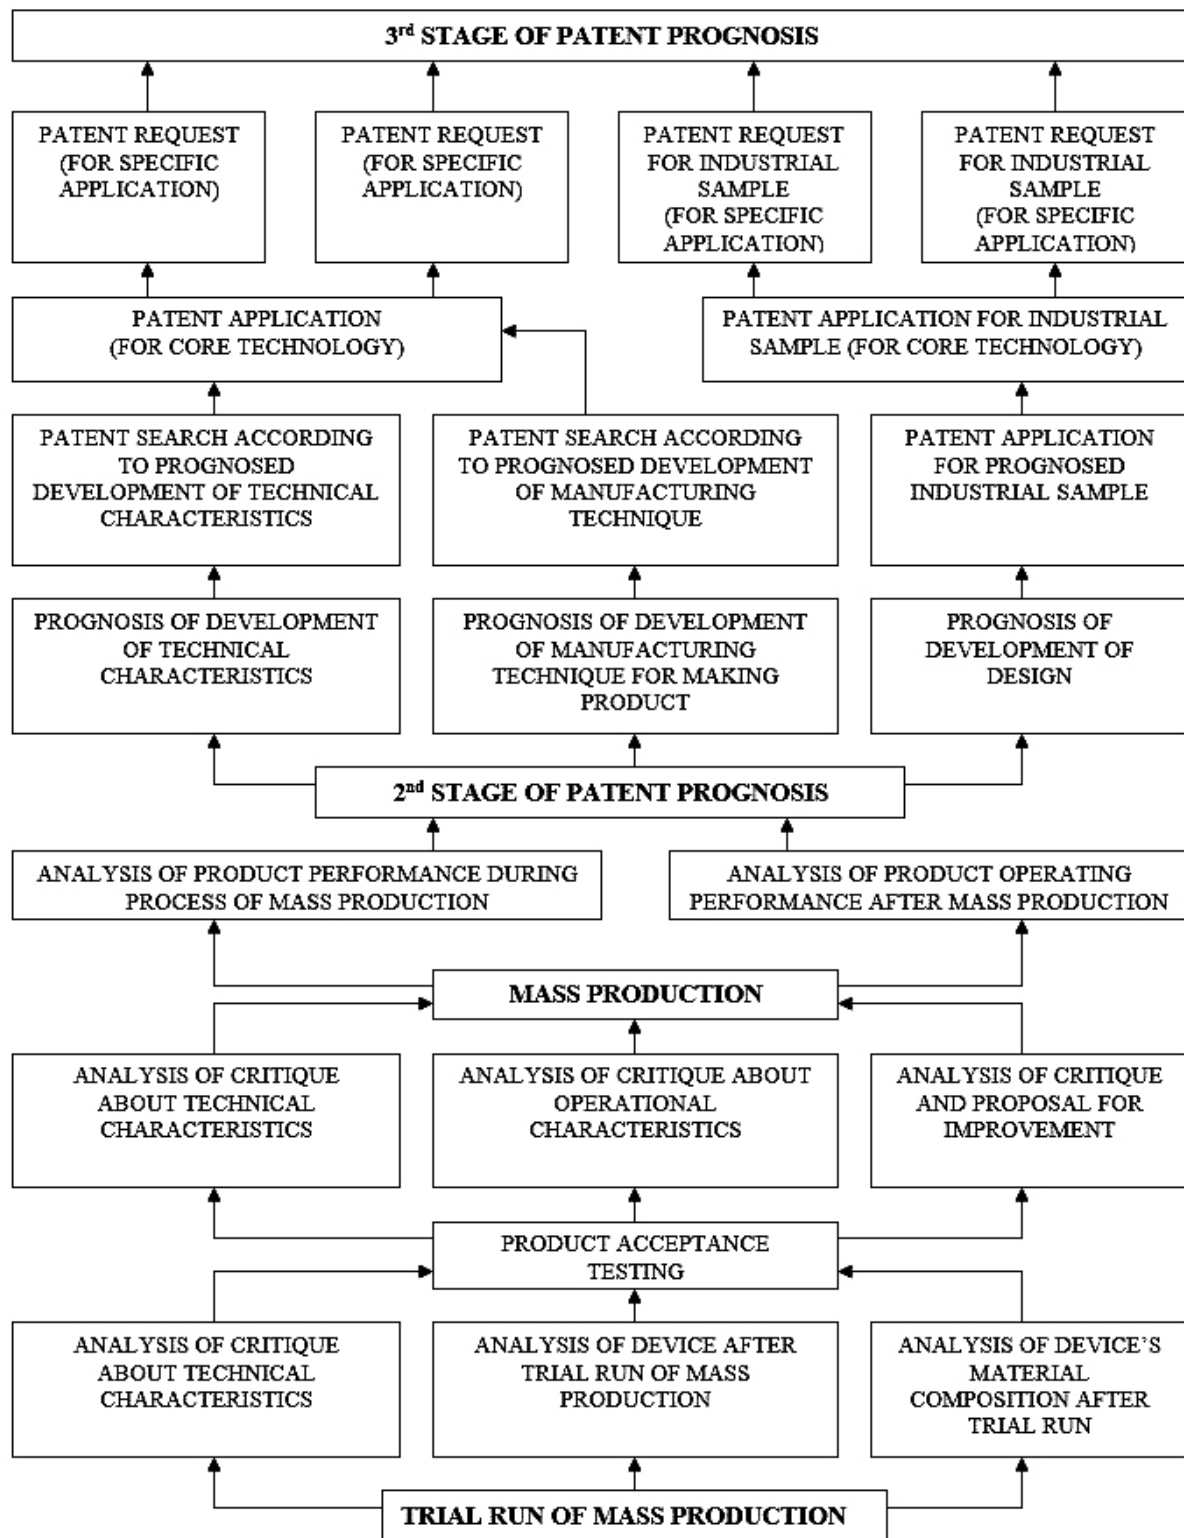 3rd STAGE OF PATENT PROGNOSIS
PATENT REQUEST
(FOR SPECIFIC
APPLICATION)
PATENT REQUEST
(FOR SPECIFIC
APPLICATION)
PATENT REQUEST
FOR INDUSTRIAL
SAMPLE
(FOR SPECIFIC
APPLICATION)
PATENT REQUEST
FOR INDUSTRIAL
SAMPLE
(FOR SPECIFIC
APPLICATION)
PATENT APPLICATION
(FOR CORE TECHNOLOGY)
PATENT APPLICATION FOR INDUSTRIAL
SAMPLE (FOR CORE TECHNOLOGY)
PATENT SEARCH ACCORDING
TO PROGNOSED
DEVELOPMENT OF TECHNICAL
CHARACTERISTICS
PATENT SEARCH ACCORDING
TO PROGNOSED DEVELOPMENT
OF MANUFACTURING
TECHNIQUE
PATENT APPLICATION
FOR PROGNOSED
INDUSTRIAL SAMPLE
PROGNOSIS OF DEVELOPMENT
OF TECHNICAL
CHARACTERISTICS
PROGNOSIS OF DEVELOPMENT
OF MANUFACTURING
TECHNIQUE FOR MAKING
PRODUCT
PROGNOSIS OF
DEVELOPMENT OF
DESIGN
2nd STAGE OF PATENT PROGNOSIS
ANALYSIS OF PRODUCT PERFORMANCE DURING
PROCESS OF MASS PRODUCTION
ANALYSIS OF PRODUCT OPERATING
PERFORMANCE AFTER MASS PRODUCTION
MASS PRODUCTION
ANALYSIS OF CRITIQUE
ABOUT TECHNICAL
CHARACTERISTICS
ANALYSIS OF CRITIQUE ABOUT
OPERATIONAL
CHARACTERISTICS
ANALYSIS OF CRITIQUE
AND PROPOSAL FOR
IMPROVEMENT
PRODUCT ACCEPTANCE
TESTING
ANALYSIS OF CRITIQUE
ABOUT TECHNICAL
CHARACTERISTICS
ANALYSIS OF DEVICE AFTER
TRIAL RUN OF MASS
PRODUCTION
ANALYSIS OF DEVICE’S
MATERIAL
COMPOSITION AFTER
TRIAL RUN
TRIAL RUN OF MASS PRODUCTION